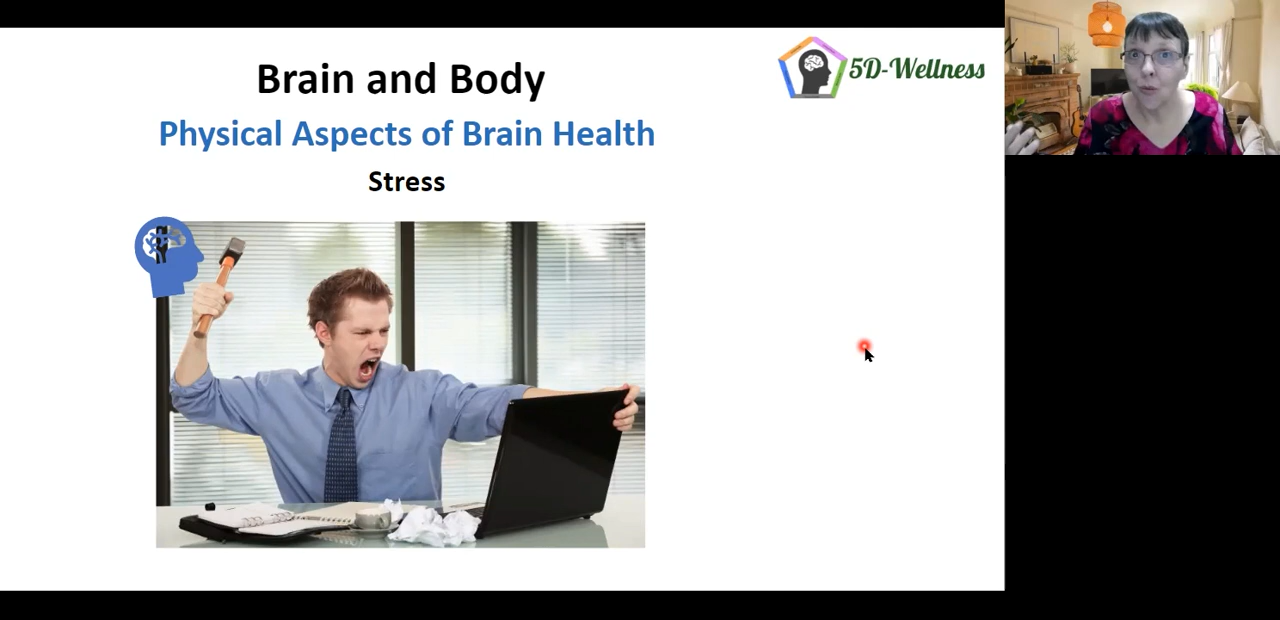 Brain and Body
5D-Wellness
Physical Aspects of Brain Health
Stress